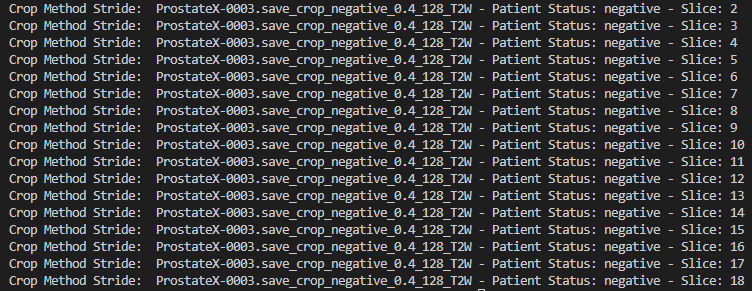 Crop Method Stride:  ProstateX-0003.save_crop_negative_0.4_128_T2W - Patient Status: negative - Slice: 2
Crop Method Stride:  ProstateX-0003.save_crop_negative_0.4_128_T2W - Patient Status: negative - Slice: 3
Crop Method Stride:  ProstateX-0003.save_crop_negative_0.4_128_T2W - Patient Status: negative - Slice: 4
Crop Method Stride:  ProstateX-0003.save_crop_negative_0.4_128_T2W - Patient Status: negative - Slice: 5
Crop Method Stride:  ProstateX-0003.save_crop_negative_0.4_128_T2W - Patient Status: negative - Slice: 6
Crop Method Stride:  ProstateX-0003.save_crop_negative_0.4_128_T2W - Patient Status: negative - Slice: 7
Crop Method Stride:  ProstateX-0003.save_crop_negative_0.4_128_T2W - Patient Status: negative - Slice: 8
Crop Method Stride:  ProstateX-0003.save_crop_negative_0.4_128_T2W - Patient Status: negative - Slice: 9
Crop Method Stride:  ProstateX-0003.save_crop_negative_0.4_128_T2W - Patient Status: negative - Slice: 10
Crop Method Stride:  ProstateX-0003.save_crop_negative_0.4_128_T2W - Patient Status: negative - Slice: 11
Crop Method Stride:  ProstateX-0003.save_crop_negative_0.4_128_T2W - Patient Status: negative - Slice: 12
Crop Method Stride:  ProstateX-0003.save_crop_negative_0.4_128_T2W - Patient Status: negative - Slice: 13
Crop Method Stride:  ProstateX-0003.save_crop_negative_0.4_128_T2W - Patient Status: negative - Slice: 14
Crop Method Stride:  ProstateX-0003.save_crop_negative_0.4_128_T2W - Patient Status: negative - Slice: 15
Crop Method Stride:  ProstateX-0003.save_crop_negative_0.4_128_T2W - Patient Status: negative - Slice: 16
Crop Method Stride:  ProstateX-0003.save_crop_negative_0.4_128_T2W - Patient Status: negative - Slice: 17
Crop Method Stride:  ProstateX-0003.save_crop_negative_0.4_128_T2W - Patient Status: negative - Slice: 18